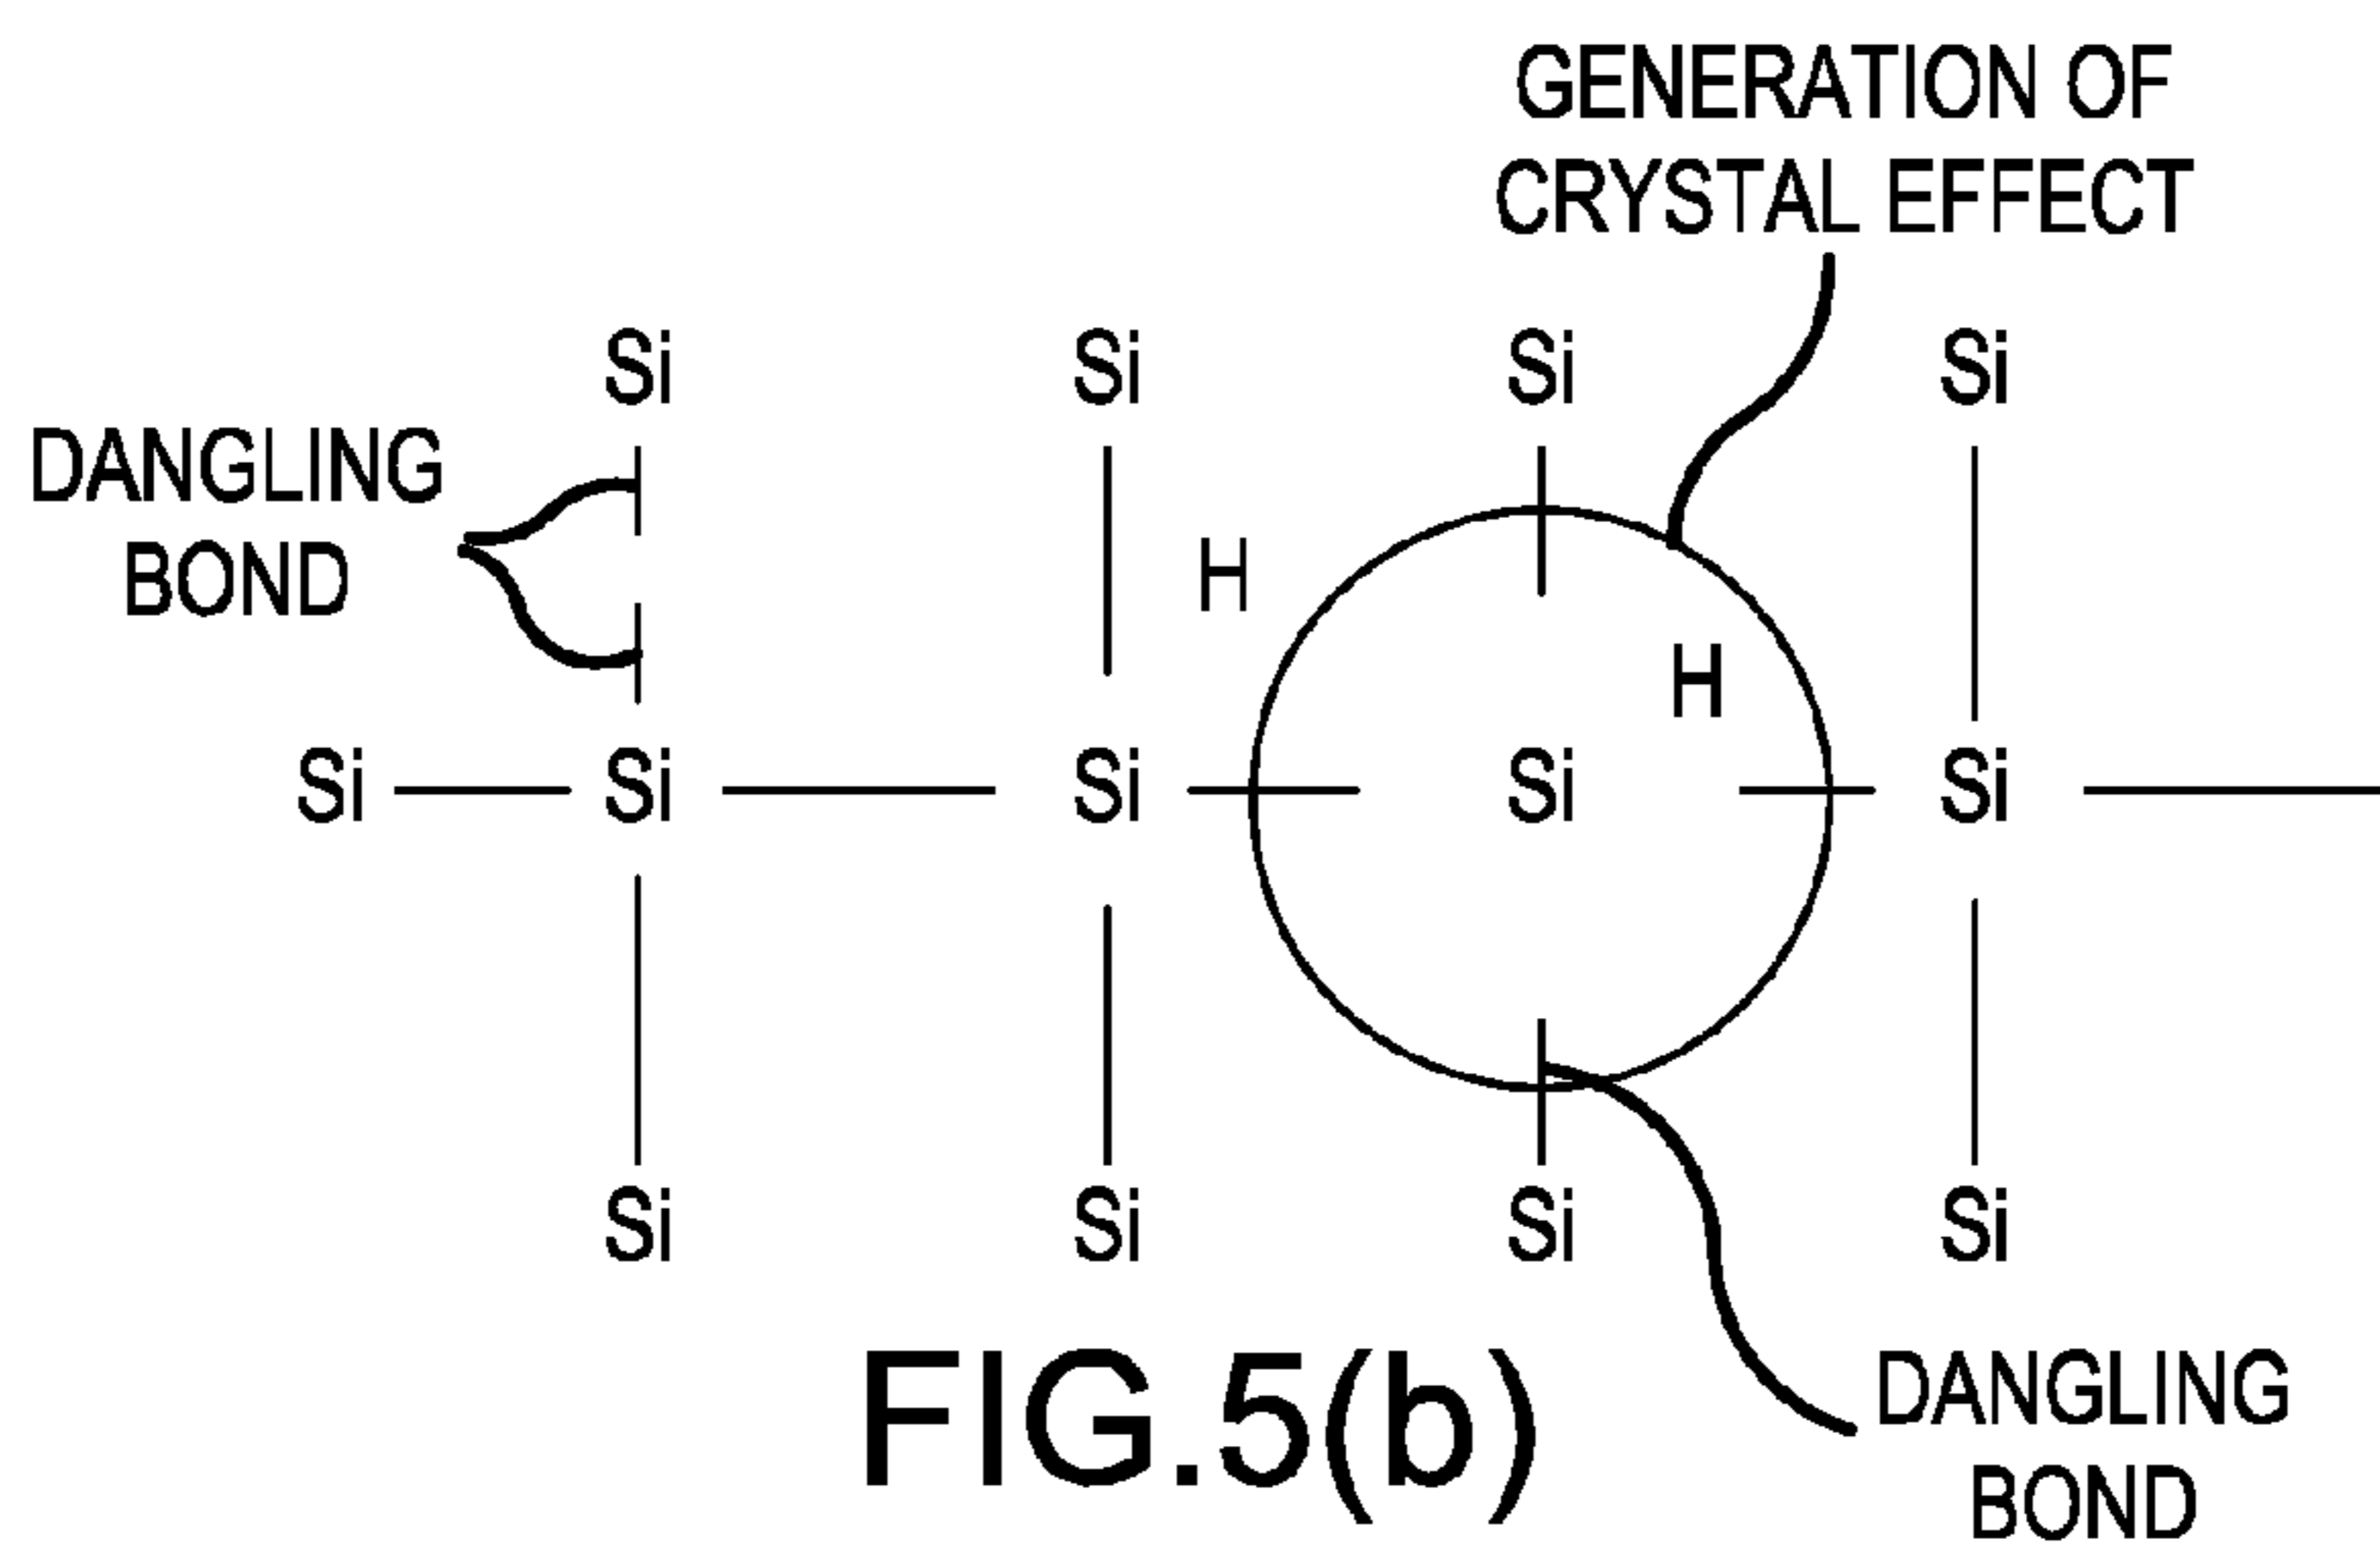 GENERATION OF
CRYSTAL EFFECT
Si Si Si Si
DANGLING
BOND
H
H
Si Si Si Si Si
Si Si Si Si
FIG.5(b)
DANGLING
BOND